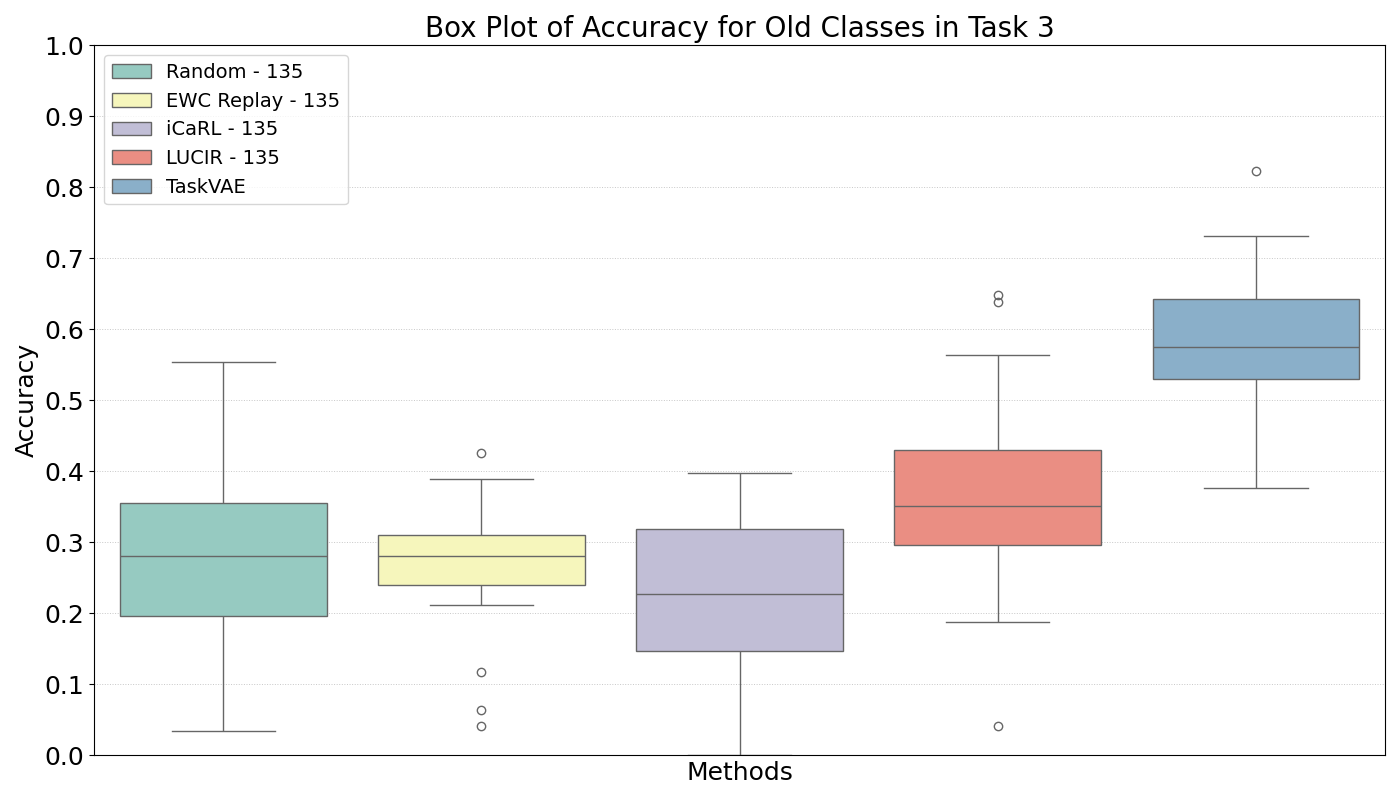 Box Plot of Accuracy for Old Classes in Task 3
1.0
0.9
0.8
0.7
0.6
0.5
0.4
0.3
0.2
0.1
0.0
Accuracy
Random - 135
EWC Replay - 135
iCaRL - 135
LUCIR - 135
TaskVAE
Methods